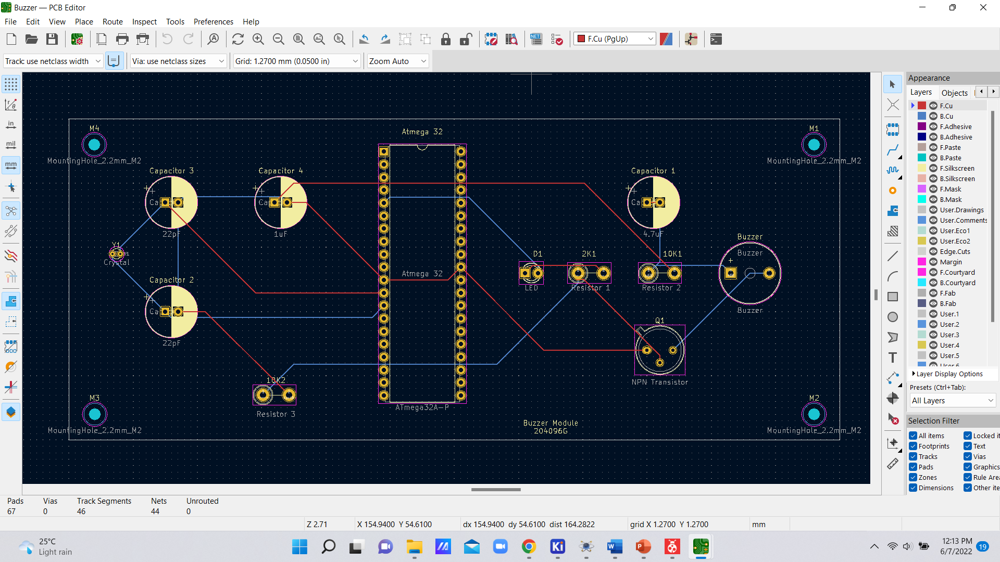 Buzzer — PCB Editor
File Edit View Place Route Inspect Tools Preferences Help
NET
F.Cu (PgUp)
Track: use netclass width
Via: use netclass sizes
Grid: 1.2700 mm (0.0500 in)
Zoom Auto
in
mil
mm
M4
MountingHole_2.2mm_M2
Capacitor 3
22pF
Capacitor 4
1uF
Y1
Crystal
Capacitor 2
22pF
10K2
Resistor 3
M3
MountingHole_2.2mm_M2
Atmega 32
Atmega 32
ATmega32A-P
D1
LED
2K1
Resistor 1
Capacitor 1
4.7uF
10K1
Resistor 2
Buzzer
Buzzer
Buzzer
Q1
NPN Transistor
Buzzer Module
204096G
M1
MountingHole_2.2mm_M2
M2
MountingHole_2.2mm_M2
Appearance
Layers Objects
F.Cu
B.Cu
F.Adhesive
B.Adhesive
F.Paste
B.Paste
F.Silkscreen
B.Silkscreen
F.Mask
B.Mask
User.Drawings
User.Comments
User.Eco1
User.Eco2
Edge.Cuts
Margin
F.Courtyard
B.Courtyard
F.Fab
B.Fab
User.1
User.2
User.3
User.4
User.5
User.6
Layer Display Options
Presets (Ctrl+Tab):
All Layers
Selection Filter
All items Locked it
Footprints Text
Tracks Vias
Pads Graphics
Zones Rule Area
Dimensions Other ite
Pads Vias Track Segments Nets Unrouted
67 0 46 44 0
Z 2.71 X 154.9400 Y 54.6100 dx 154.9400 dy 54.6100 dist 164.2822 grid X 1.2700 Y 1.2700 mm
25°C
Light rain
12:13 PM
6/7/2022
19